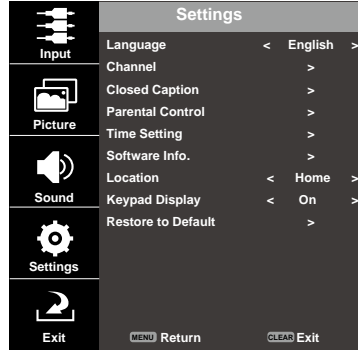 Settings
Input
Picture
Sound
Settings
Exit
Language < English >
Channel >
Closed Caption >
Parental Control >
Time Setting >
Software Info. >
Location < Home >
Keypad Display < On >
Restore to Default >
MENU Return CLEAR Exit